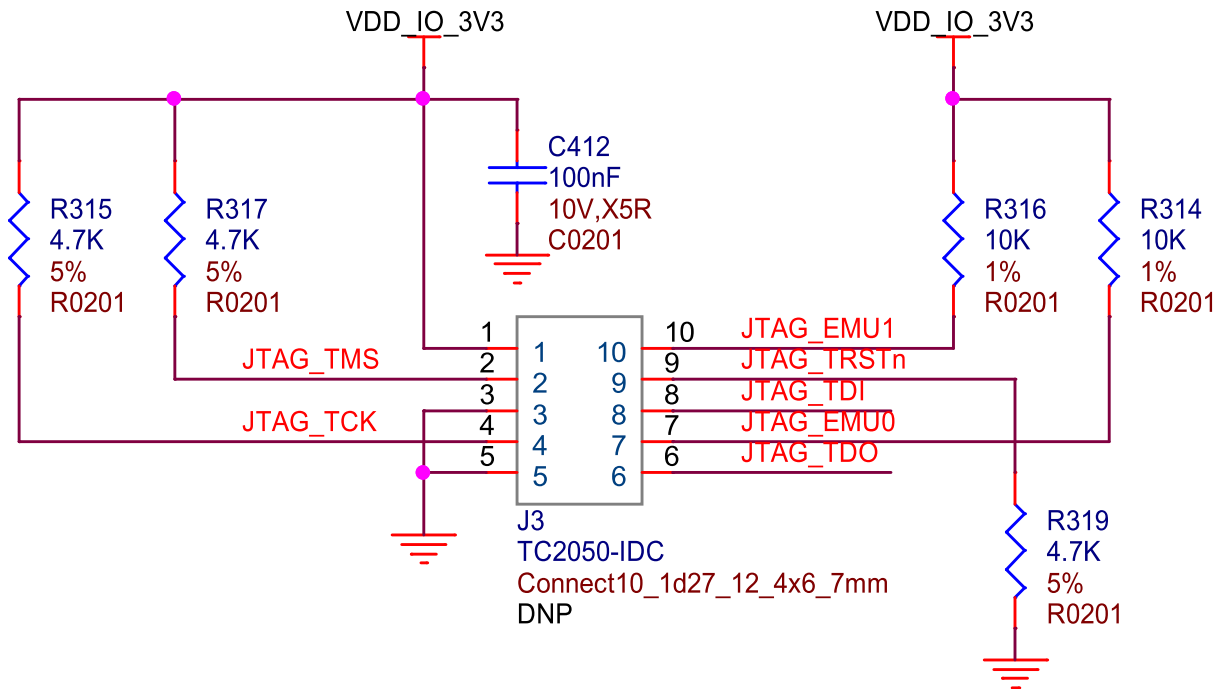 VDD_IO_3V3
VDD_IO_3V3
C412
100nF
10V,X5R
C0201
R315
4.7K
5%
R0201
R317
4.7K
5%
R0201
R316
10K
1%
R0201
R314
10K
1%
R0201
1
1
10
10
JTAG_EMU1
JTAG_TMS
2
2
9
9
JTAG_TRSTn
3
3
8
8
JTAG_TDI
JTAG_TCK
4
4
7
7
JTAG_EMU0
5
5
6
6
JTAG_TDO
J3
TC2050-IDC
Connect10_1d27_12_4x6_7mm
DNP
R319
4.7K
5%
R0201